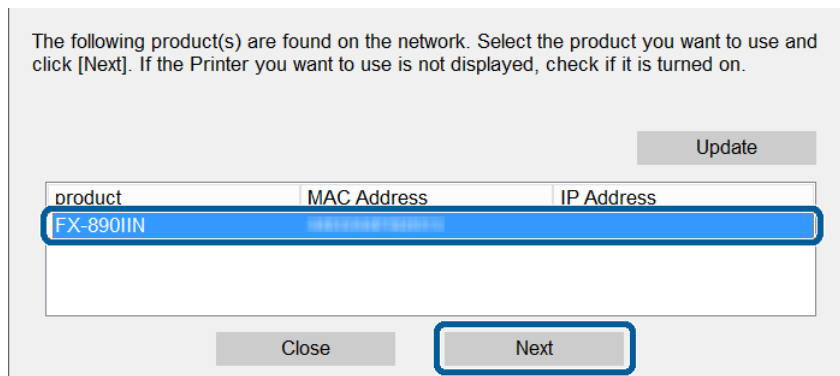 The following product(s) are found on the network. Select the product you want to use and
click [Next]. If the Printer you want to use is not displayed, check if it is turned on.
Update
product MAC Address IP Address
FX-890IIN
Close Next